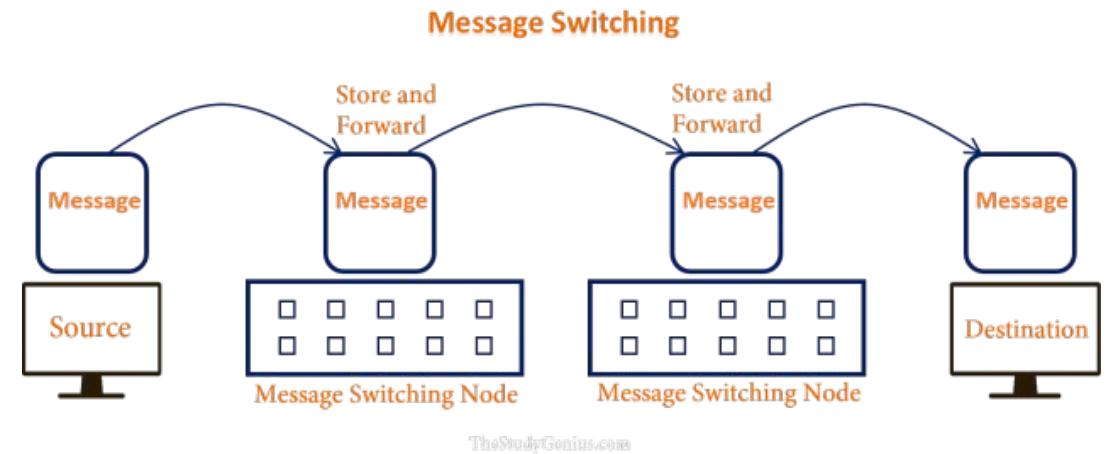 Message Switching
Store and
Forward
Store and
Forward
Message
Message
Message
Message
Source
Destination
Message Switching Node
Message Switching Node
TheStudyGenius.com